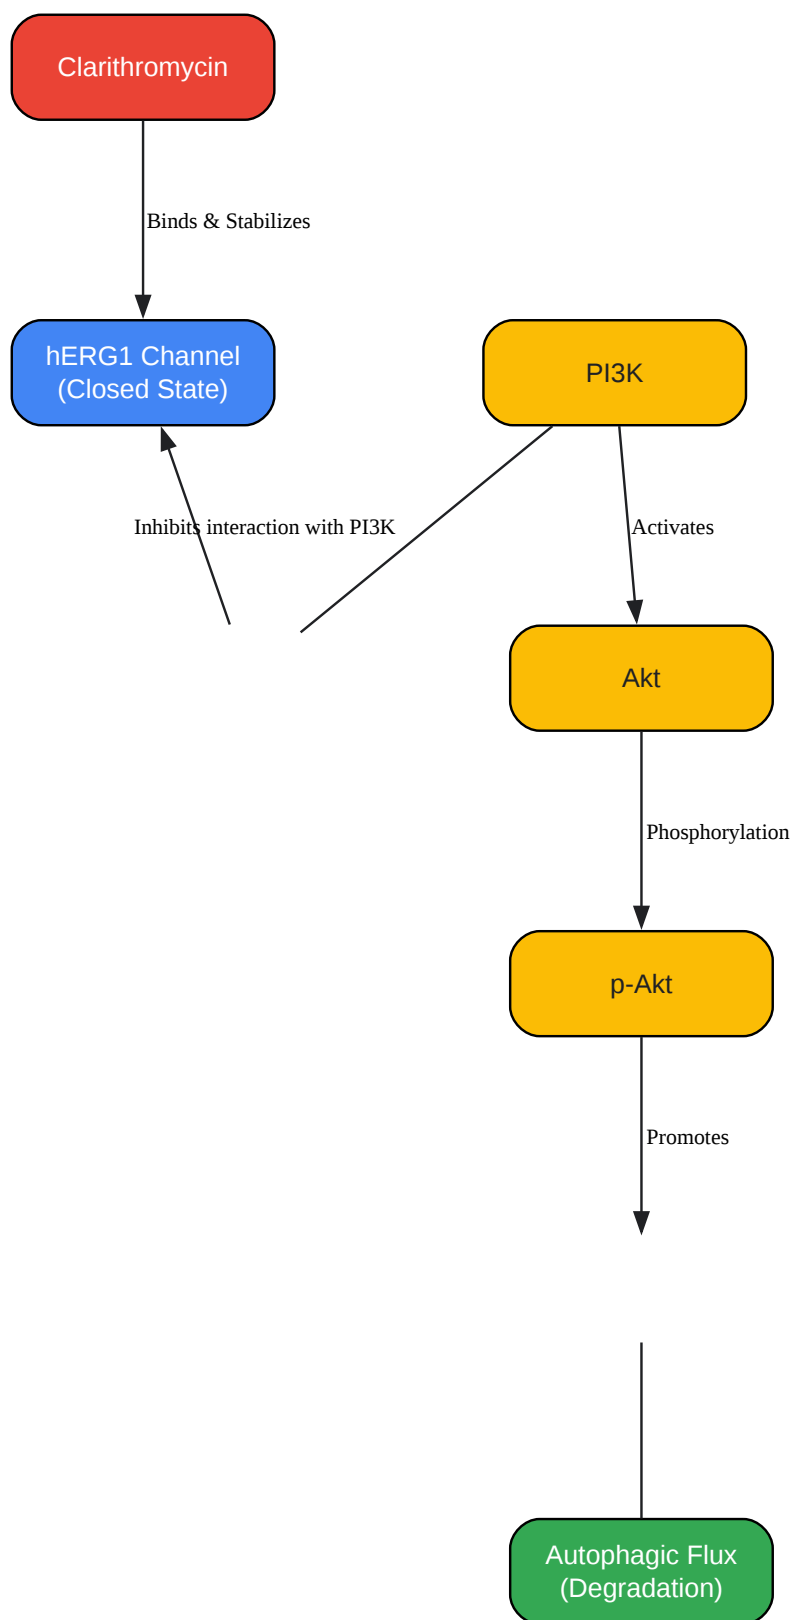 Clarithromycin
Binds & Stabilizes
hERG1 Channel
(Closed State)
PI3K
Inhibits interaction with PI3K
Activates
Akt
Phosphorylation
p-Akt
Promotes
Autophagic Flux
(Degradation)